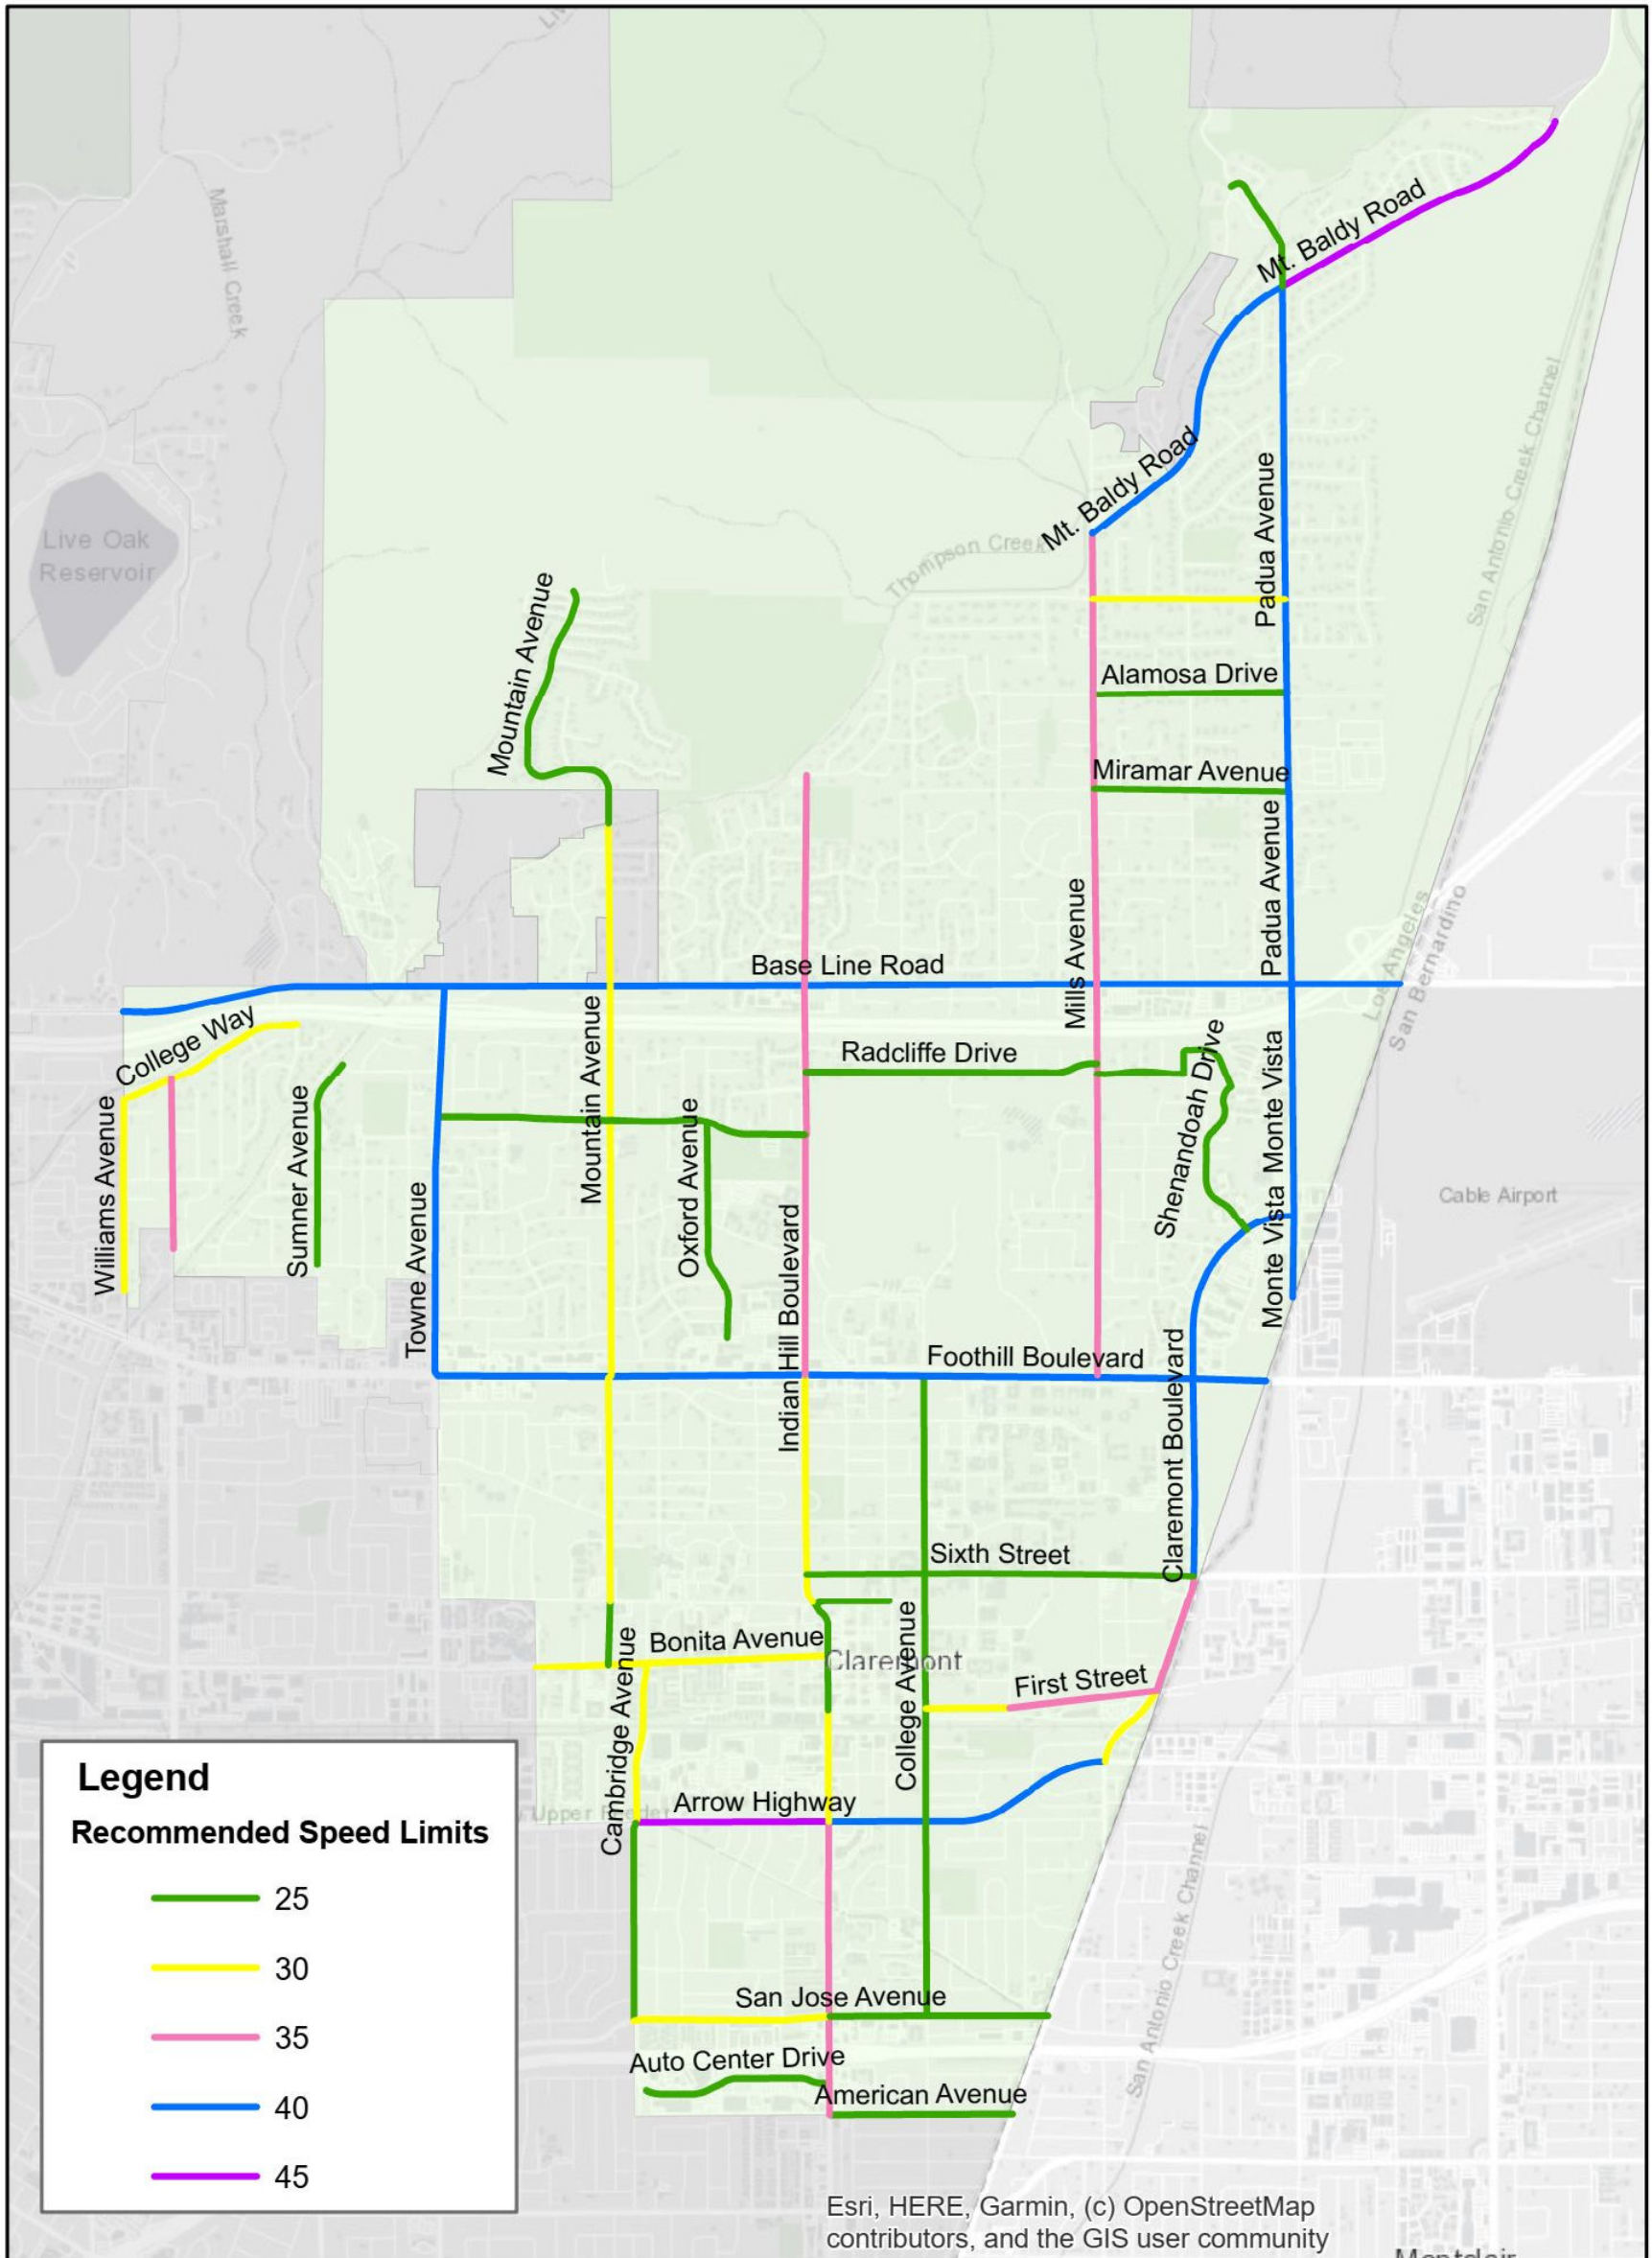 Marshall Creek
Mt. Baldy Road
San Antonio Creek Channel
Mt. Baldy Road
Padua Avenue
Live Oak
Reservoir
Thompson Creek
Mountain Avenue
Alamosa Drive
Miramar Avenue
Padua Avenue
Mills Avenue
Base Line Road
Los Angeles
San Bernardino
College Way
Mountain Avenue
Radcliffe Drive
Shenandoah Drive
Monte Vista
Williams Avenue
Sumner Avenue
Oxford Avenue
Towne Avenue
Cable Airport
Monte Vista
Indian Hill Boulevard
Foothill Boulevard
Claremont Boulevard
Sixth Street
Bonita Avenue
Claremont
College Avenue
First Street
Cambridge Avenue
Arrow Highway
Upper Feeder
San Antonio Creek Channel
San Jose Avenue
Auto Center Drive
American Avenue
Legend
Recommended Speed Limits
25
30
35
40
45
Esri, HERE, Garmin, (c) OpenStreetMap
contributors, and the GIS user community